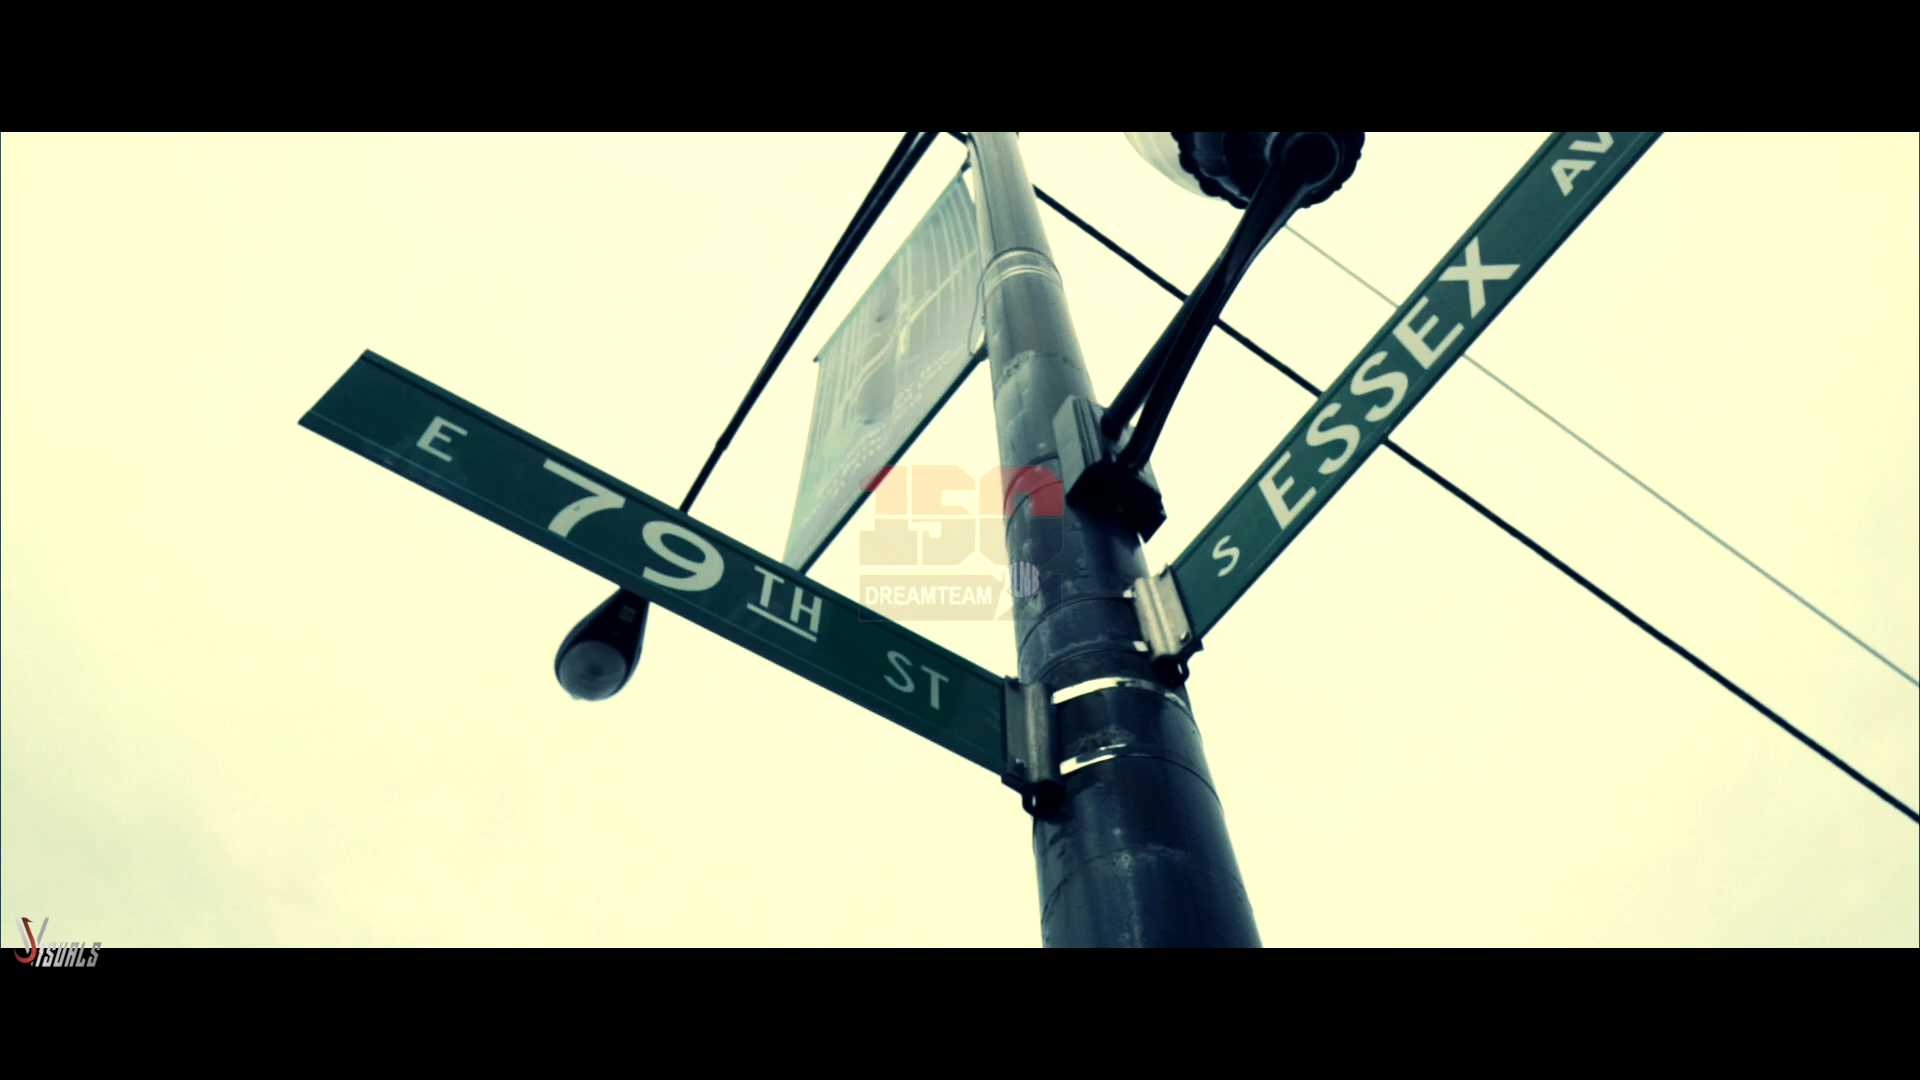 E 79TH ST
S ESSEX AV
150
DREAMTEAM
VISUALS